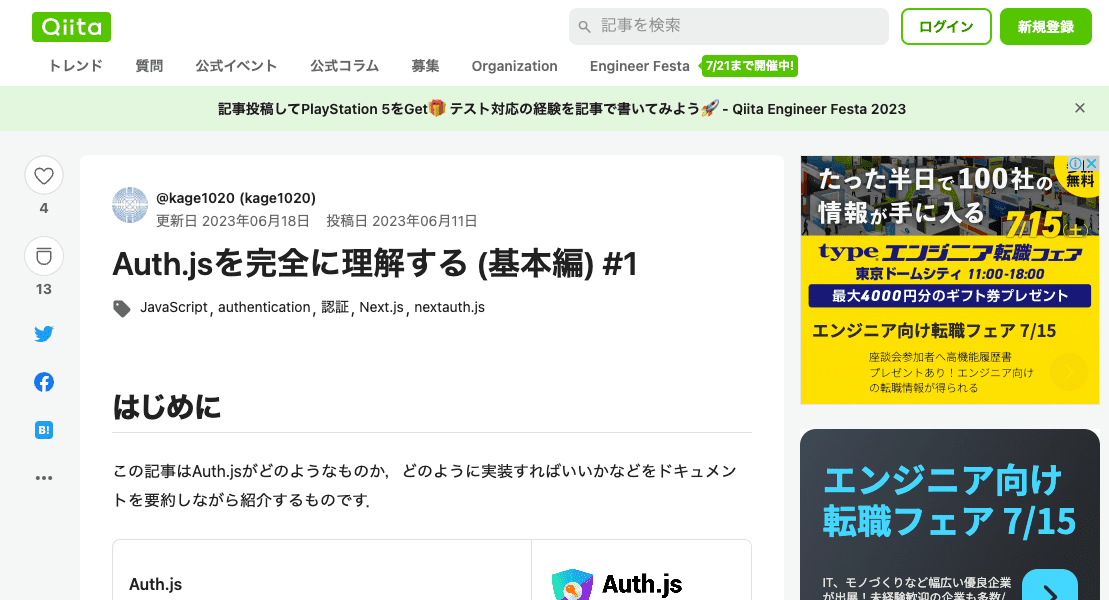 Qiita
記事を検索
ログイン
新規登録
トレンド 質問 公式イベント 公式コラム 募集 Organization Engineer Festa 7/21まで開催中!
記事投稿してPlayStation 5をGet🎁 テスト対応の経験を記事で書いてみよう🚀 - Qiita Engineer Festa 2023
4
13
B!
@kage1020 (kage1020)
更新日 2023年06月18日 投稿日 2023年06月11日
Auth.jsを完全に理解する (基本編) #1
JavaScript, authentication, 認証, Next.js, nextauth.js
はじめに
この記事はAuth.jsがどのようなものか，どのように実装すればいいかなどをドキュメン
トを要約しながら紹介するものです．
Auth.js
Auth.js
たった半日で100社の
情報が手に入る
無料
7/15(土)
type エンジニア転職フェア
東京ドームシティ 11:00-18:00
最大4000円分のギフト券プレゼント
エンジニア向け転職フェア 7/15
座談会参加者へ高機能履歴書
プレゼントあり！エンジニア向け
の転職情報が得られる
エンジニア向け
転職フェア 7/15
IT、モノづくりなど幅広い優良企業
が出展！未経験歓迎の企業も多数/